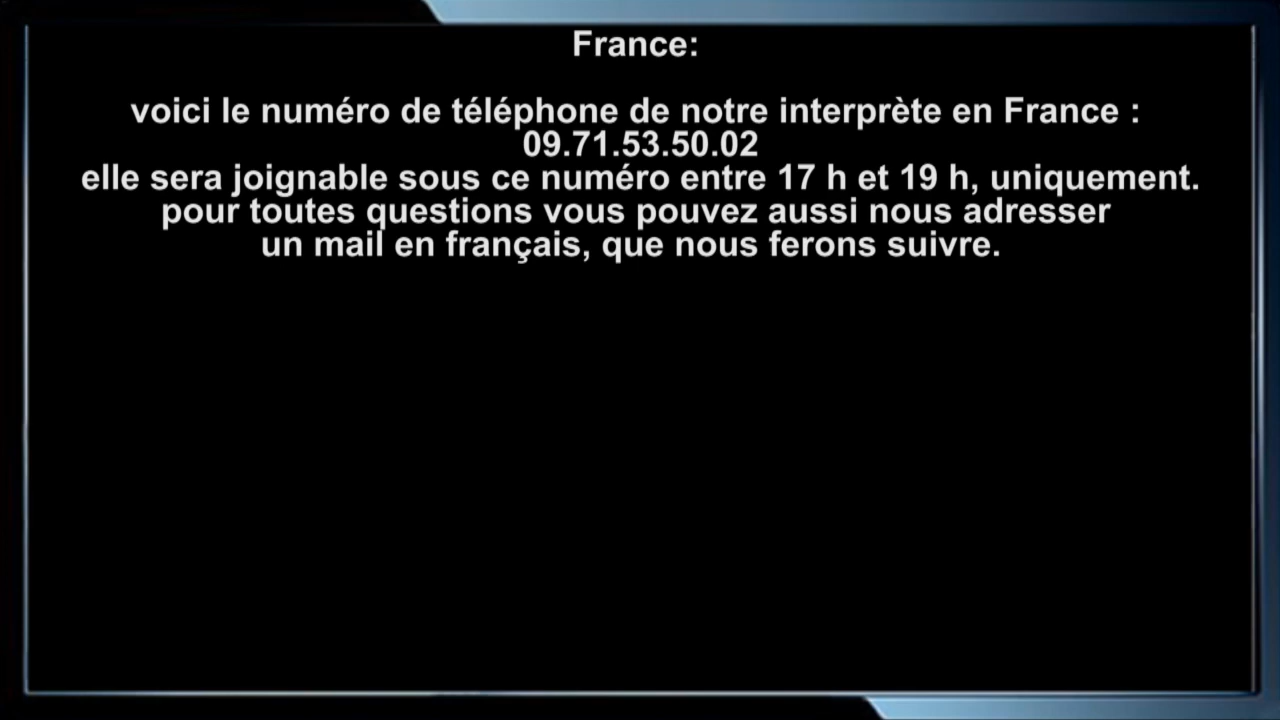 France:
voici le numéro de téléphone de notre interprète en France :
09.71.53.50.02
elle sera joignable sous ce numéro entre 17 h et 19 h, uniquement.
pour toutes questions vous pouvez aussi nous adresser
un mail en français, que nous ferons suivre.